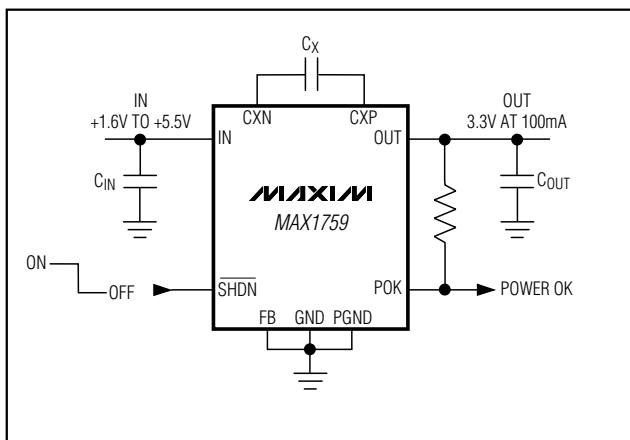 CX
IN
+1.6V TO +5.5V
OUT
3.3V AT 100mA
CXN
CXP
IN
OUT
CIN
MAXIM
MAX1759
COUT
ON
OFF
SHDN
POK
POWER OK
FB
GND
PGND